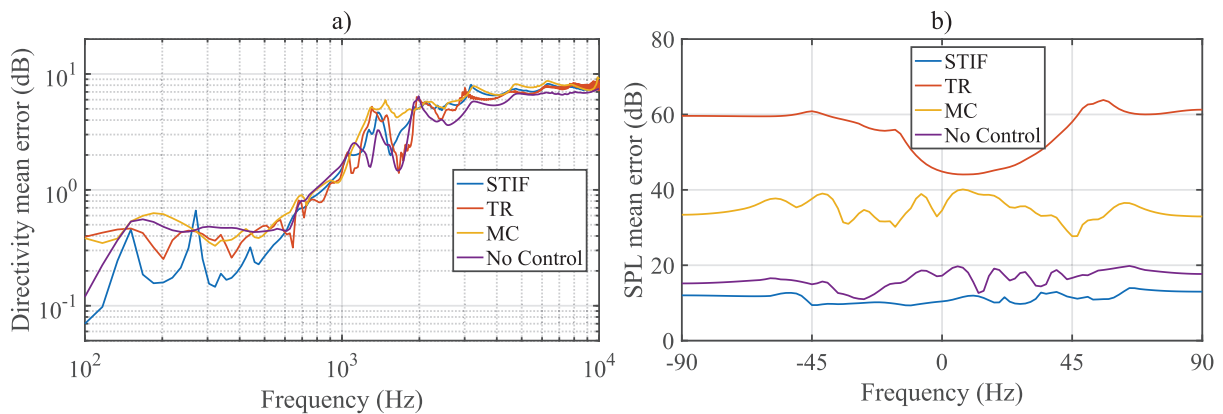 a)
Directivity mean error (dB)
10^1
10^0
10^-1
10^2
10^3
10^4
Frequency (Hz)
STIF
TR
MC
No Control
b)
SPL mean error (dB)
80
60
40
20
0
-90
-45
0
45
90
Frequency (Hz)
STIF
TR
MC
No Control